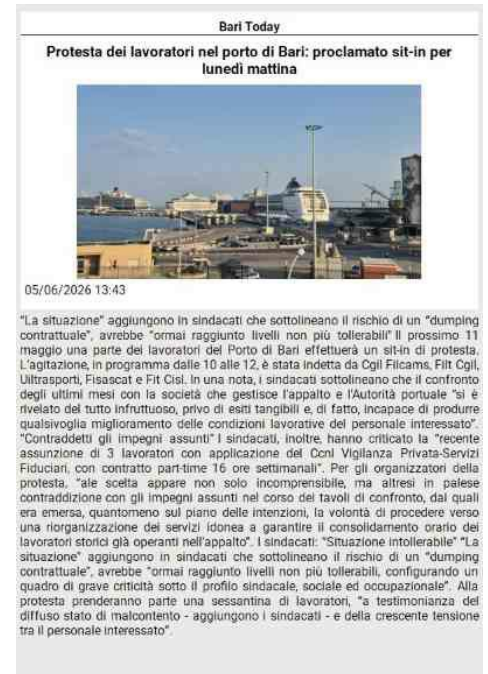 Bari Today
Protesta dei lavoratori nel porto di Bari: proclamato sit-in per
lunedì mattina
05/06/2026 13:43
"La situazione" aggiungono in sindacati che sottolineano il rischio di un "dumping
contrattuale", avrebbe "ormai raggiunto livelli non più tollerabili" Il prossimo 11
maggio una parte dei lavoratori del Porto di Bari effettuerà un sit-in di protesta.
L'agitazione, in programma dalle 10 alle 12, è stata indetta da Cgil Filcams, Filt Cgil,
Uiltrasporti, Fisascat e Fit Cisl. In una nota, i sindacati sottolineano che il confronto
degli ultimi mesi con la società che gestisce l'appalto e l'Autorità portuale "si è
rivelato del tutto infruttuoso, privo di esiti tangibili e, di fatto, incapace di produrre
qualsivoglia miglioramento delle condizioni lavorative del personale interessato".
"Contraddetti gli impegni assunti" I sindacati, inoltre, hanno criticato la "recente
assunzione di 3 lavoratori con applicazione del Ccnl Vigilanza Privata-Servizi
Fiduciari, con contratto part-time 16 ore settimanali". Per gli organizzatori della
protesta, "ale scelta appare non solo incomprensibile, ma altresì in palese
contraddizione con gli impegni assunti nel corso dei tavoli di confronto, dai quali
era emersa, quantomeno sul piano delle intenzioni, la volontà di procedere verso
una riorganizzazione dei servizi idonea a garantire il consolidamento orario dei
lavoratori storici già operanti nell'appalto". I sindacati: "Situazione intollerabile" "La
situazione" aggiungono in sindacati che sottolineano il rischio di un "dumping
contrattuale", avrebbe "ormai raggiunto livelli non più tollerabili, configurando un
quadro di grave criticità sotto il profilo sindacale, sociale ed occupazionale". Alla
protesta prenderanno parte una sessantina di lavoratori, "a testimonianza del
diffuso stato di malcontento - aggiungono i sindacati - e della crescente tensione
tra il personale interessato".